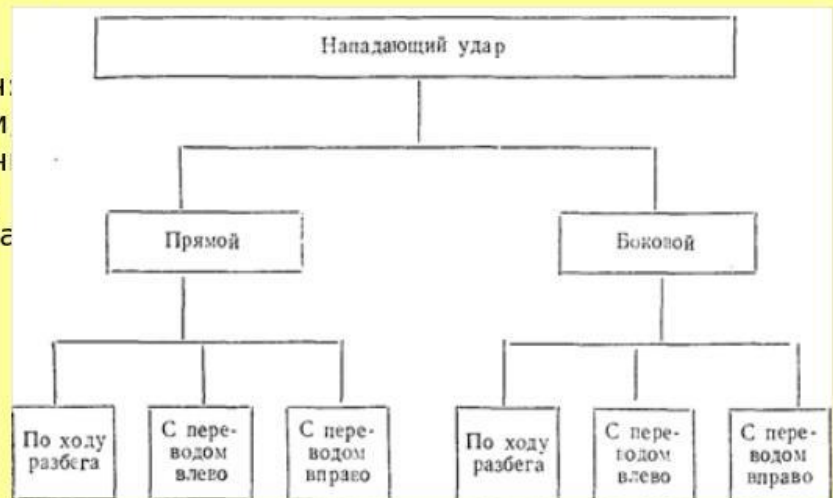 Нападающий удар
Прямой
Боковой
По ходу
разбега
С пере-
водом
влево
С пере-
водом
вправо
По ходу
разбега
С пере-
водом
влево
С пере-
водом
вправо